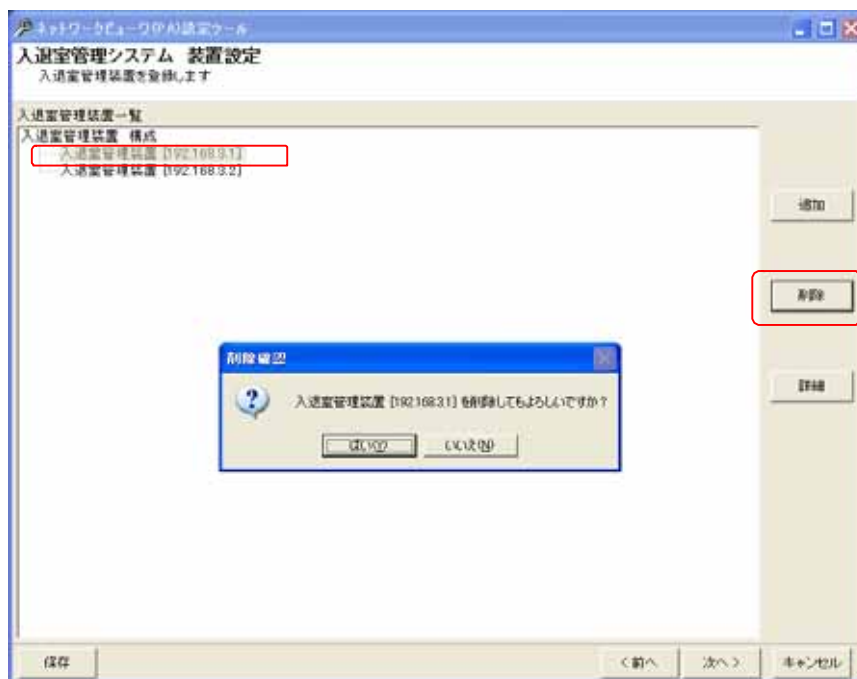 ネットワークビューワ(PA)設定ツール
入退室管理システム 装置設定
入退室管理装置を登録します
入退室管理装置一覧
入退室管理装置 構成
入退室管理装置 [192.168.3.1]
入退室管理装置 [192.168.3.2]
追加
削除
削除確認
入退室管理装置 [192.168.3.1] を削除してもよろしいですか?
はい(Y)
いいえ(N)
詳細
保存
<前へ
次へ>
キャンセル